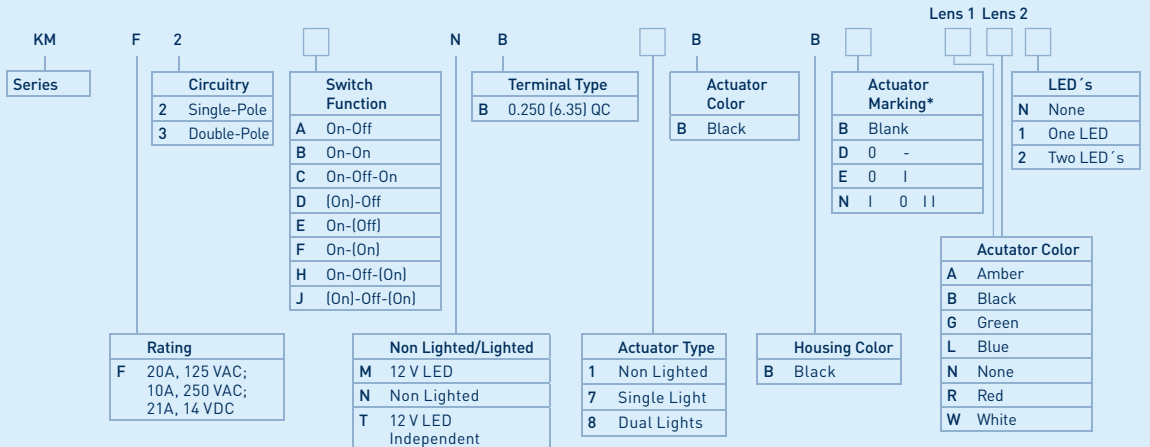 Lens 1 Lens 2
KM F 2 N B B B
Series
Circuitry
2 Single-Pole
3 Double-Pole
Switch
Function
A On-Off
B On-On
C On-Off-On
D (On)-Off
E On-(Off)
F On-(On)
H On-Off-(On)
J (On)-Off-(On)
Terminal Type
B 0.250 (6.35) QC
Actuator
Color
B Black
Actuator
Marking*
B Blank
D 0 -
E 0 I
N I 0 II
LED´s
N None
1 One LED
2 Two LED´s
Acutator Color
A Amber
B Black
G Green
L Blue
N None
R Red
W White
Rating
F 20A, 125 VAC;
10A, 250 VAC;
21A, 14 VDC
Non Lighted/Lighted
M 12 V LED
N Non Lighted
T 12 V LED
Independent
Actuator Type
1 Non Lighted
7 Single Light
8 Dual Lights
Housing Color
B Black